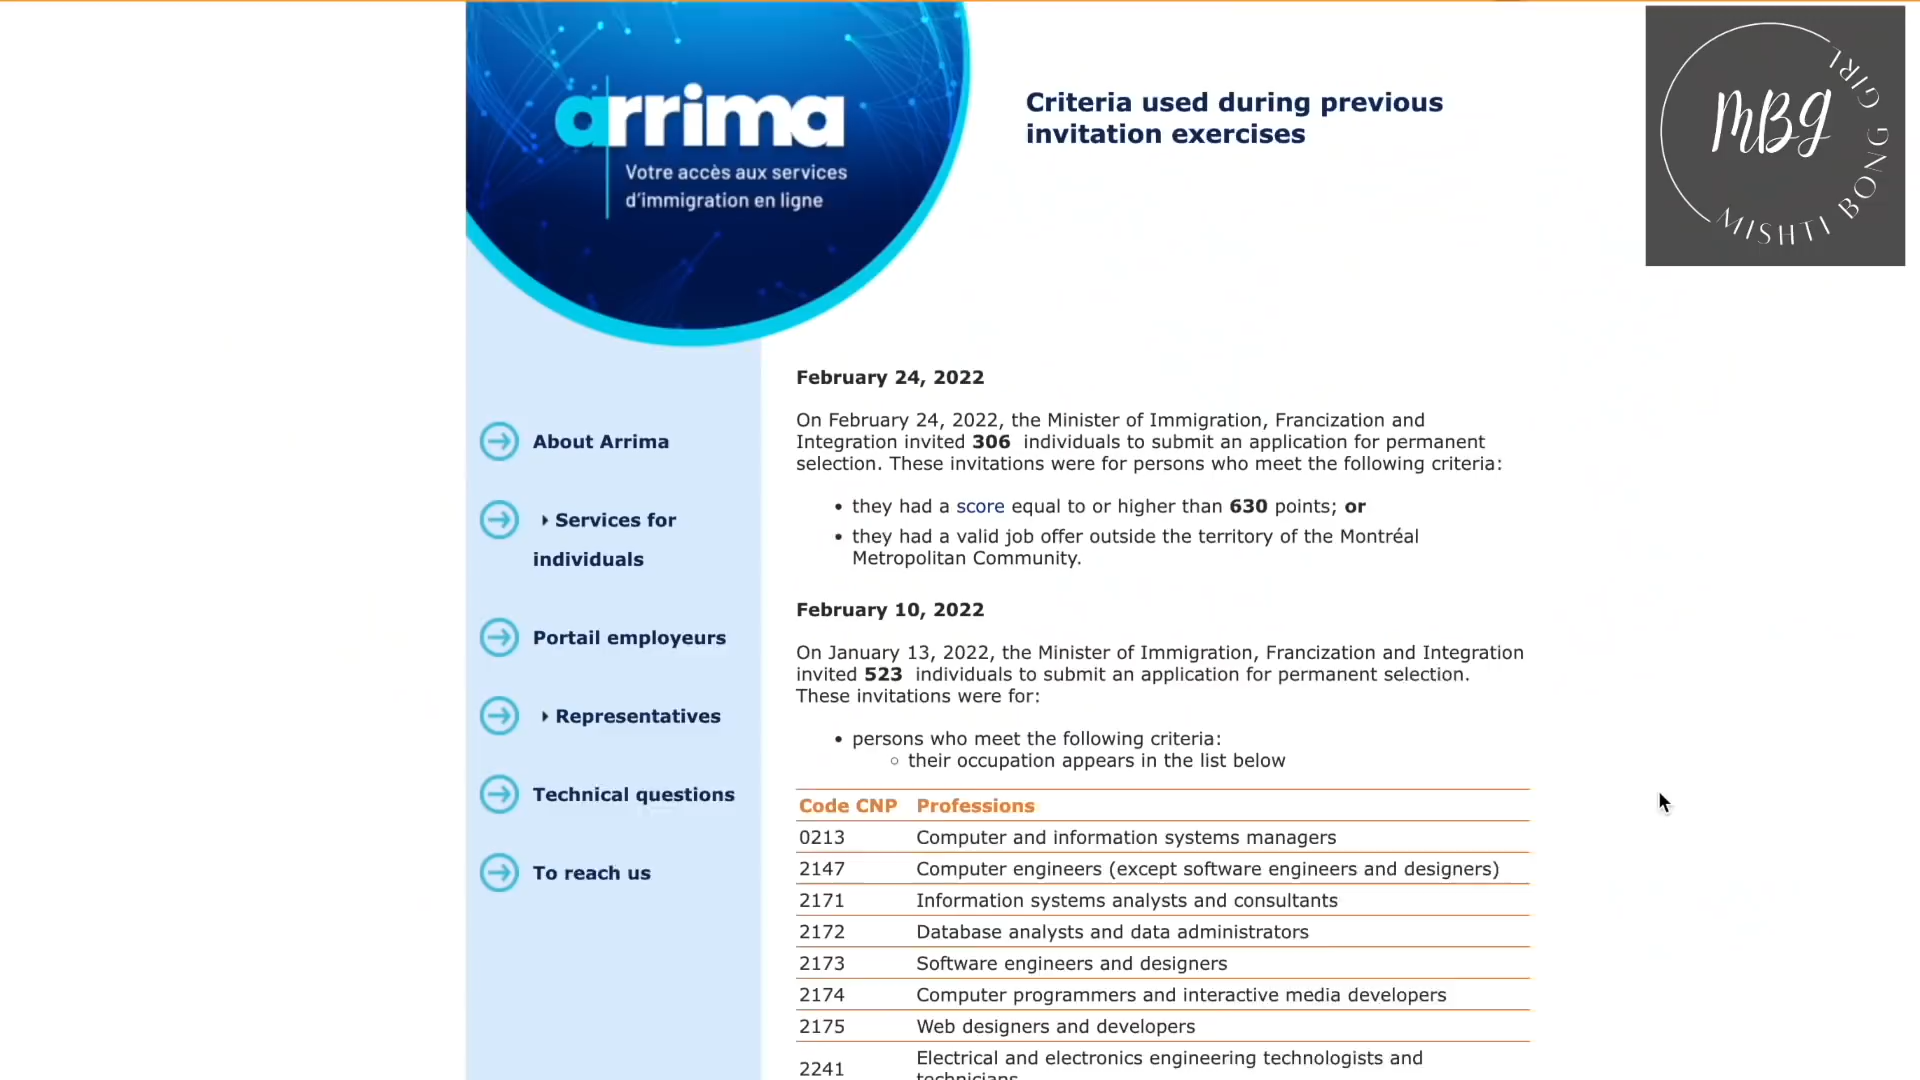 arrima
Votre accès aux services
d'immigration en ligne
Criteria used during previous
invitation exercises
MBG
MISHTI BONG GIRL
About Arrima
Services for
individuals
Portail employeurs
Representatives
Technical questions
To reach us
February 24, 2022
On February 24, 2022, the Minister of Immigration, Francization and
Integration invited 306 individuals to submit an application for permanent
selection. These invitations were for persons who meet the following criteria:
• they had a score equal to or higher than 630 points; or
• they had a valid job offer outside the territory of the Montréal
Metropolitan Community.
February 10, 2022
On January 13, 2022, the Minister of Immigration, Francization and Integration
invited 523 individuals to submit an application for permanent selection.
These invitations were for:
• persons who meet the following criteria:
◦ their occupation appears in the list below
Code CNP Professions
0213 Computer and information systems managers
2147 Computer engineers (except software engineers and designers)
2171 Information systems analysts and consultants
2172 Database analysts and data administrators
2173 Software engineers and designers
2174 Computer programmers and interactive media developers
2175 Web designers and developers
2241 Electrical and electronics engineering technologists and
technicians